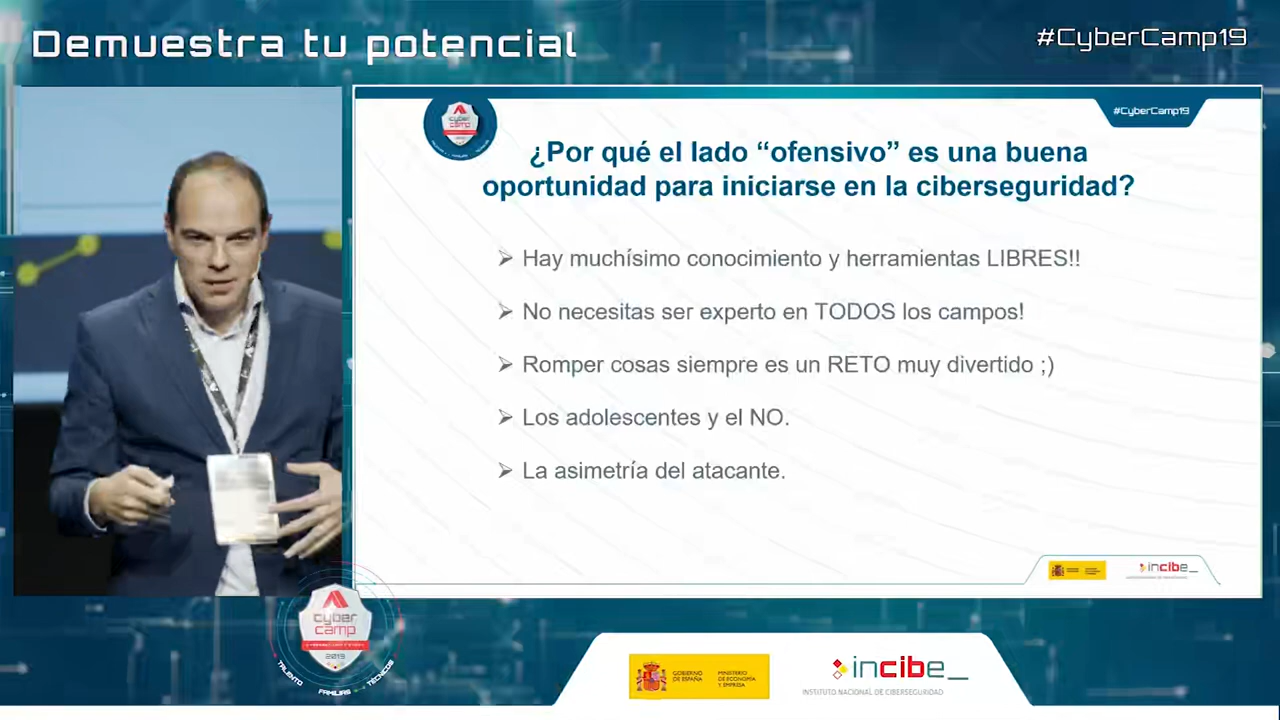 Demuestra tu potencial
#CyberCamp19
#CyberCamp19
cyber
camp
¿Por qué el lado “ofensivo” es una buena
oportunidad para iniciarse en la ciberseguridad?
➢ Hay muchísimo conocimiento y herramientas LIBRES!!
➢ No necesitas ser experto en TODOS los campos!
➢ Romper cosas siempre es un RETO muy divertido ;)
➢ Los adolescentes y el NO.
➢ La asimetría del atacante.
incibe_
cyber
camp
2019
TALENTO FAMILIAS TÉCNICOS
GOBIERNO
DE ESPAÑA
MINISTERIO
DE ECONOMÍA
Y EMPRESA
incibe_
INSTITUTO NACIONAL DE CIBERSEGURIDAD